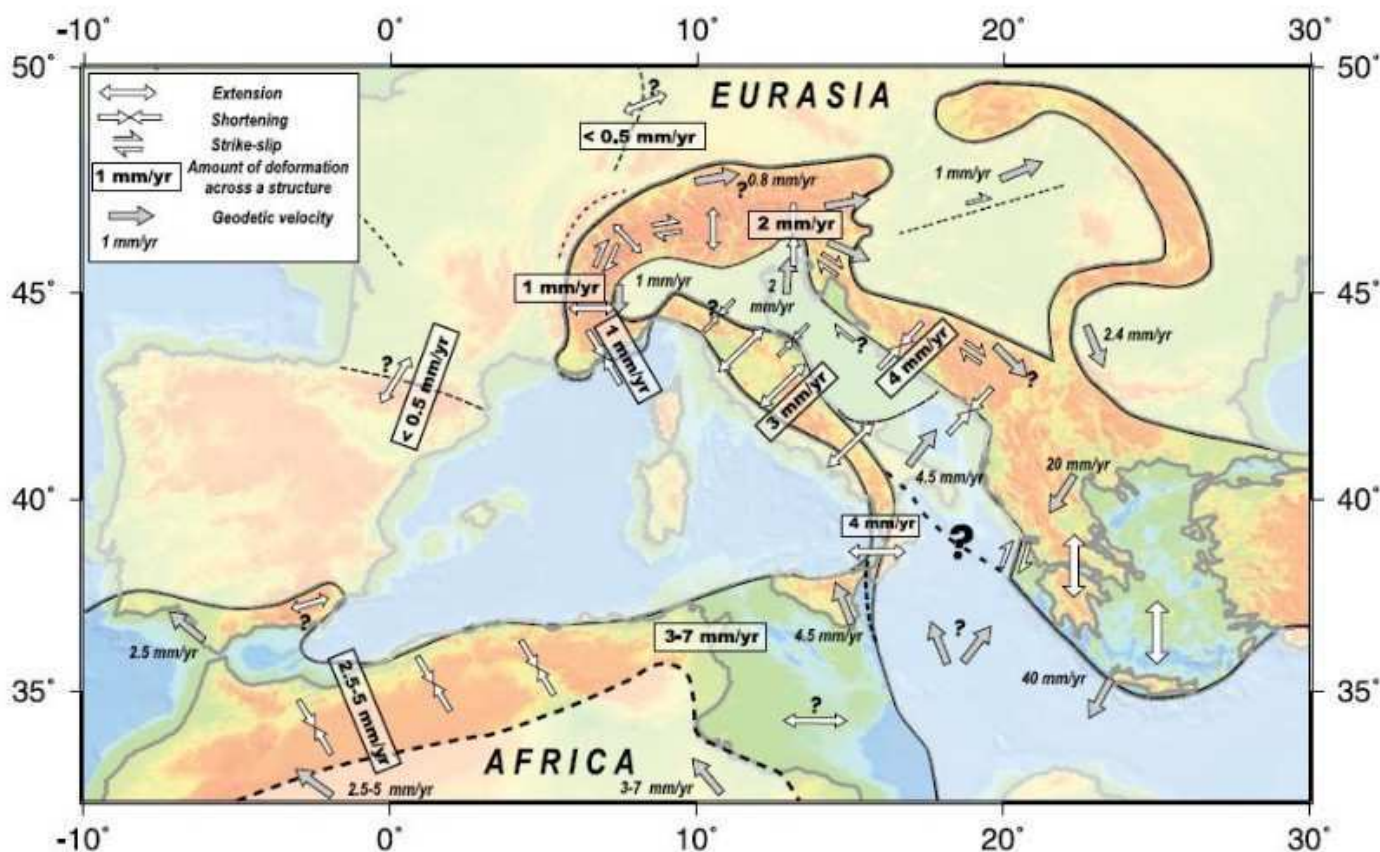 -10˚ 0˚ 10˚ 20˚ 30˚
50˚ 50˚
Extension
Shortening
Strike-slip
1 mm/yr Amount of deformation
across a structure
Geodetic velocity
1 mm/yr
EURASIA
?
< 0.5 mm/yr
?
0.8 mm/yr
1 mm/yr
2 mm/yr
45˚ 45˚
1 mm/yr
1 mm/yr
2
mm/yr
?
1 mm/yr
?
4 mm/yr
?
2.4 mm/yr
?
< 0.5 mm/yr
3 mm/yr
4.5 mm/yr
20 mm/yr
40˚ 40˚
4 mm/yr
?
?
2.5 mm/yr
3-7 mm/yr
4.5 mm/yr
?
40 mm/yr
35˚ 35˚
2.5-5 mm/yr
?
AFRICA
2.5-5 mm/yr
3-7 mm/yr
-10˚ 0˚ 10˚ 20˚ 30˚